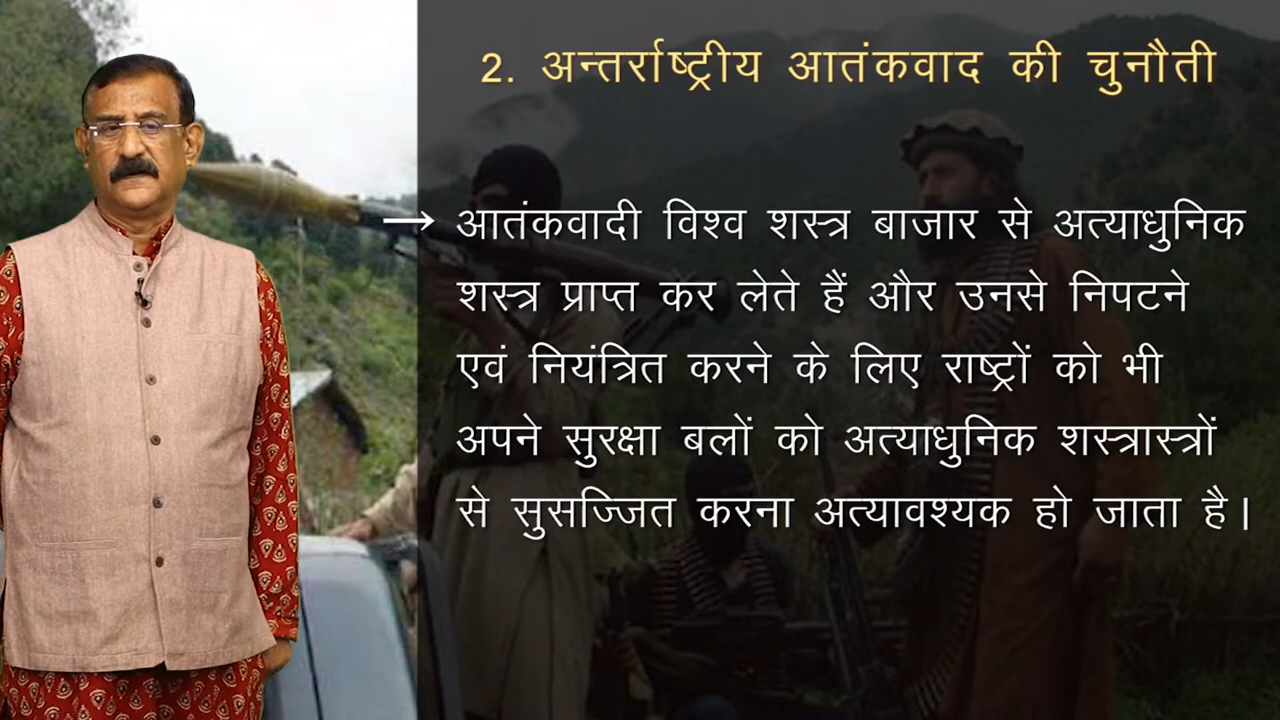 2. अन्तर्राष्ट्रीय आतंकवाद की चुनौती
→ आतंकवादी विश्व शस्त्र बाजार से अत्याधुनिक
शस्त्र प्राप्त कर लेते हैं और उनसे निपटने
एवं नियंत्रित करने के लिए राष्ट्रों को भी
अपने सुरक्षा बलों को अत्याधुनिक शस्त्रास्त्रों
से सुसज्जित करना अत्यावश्यक हो जाता है।